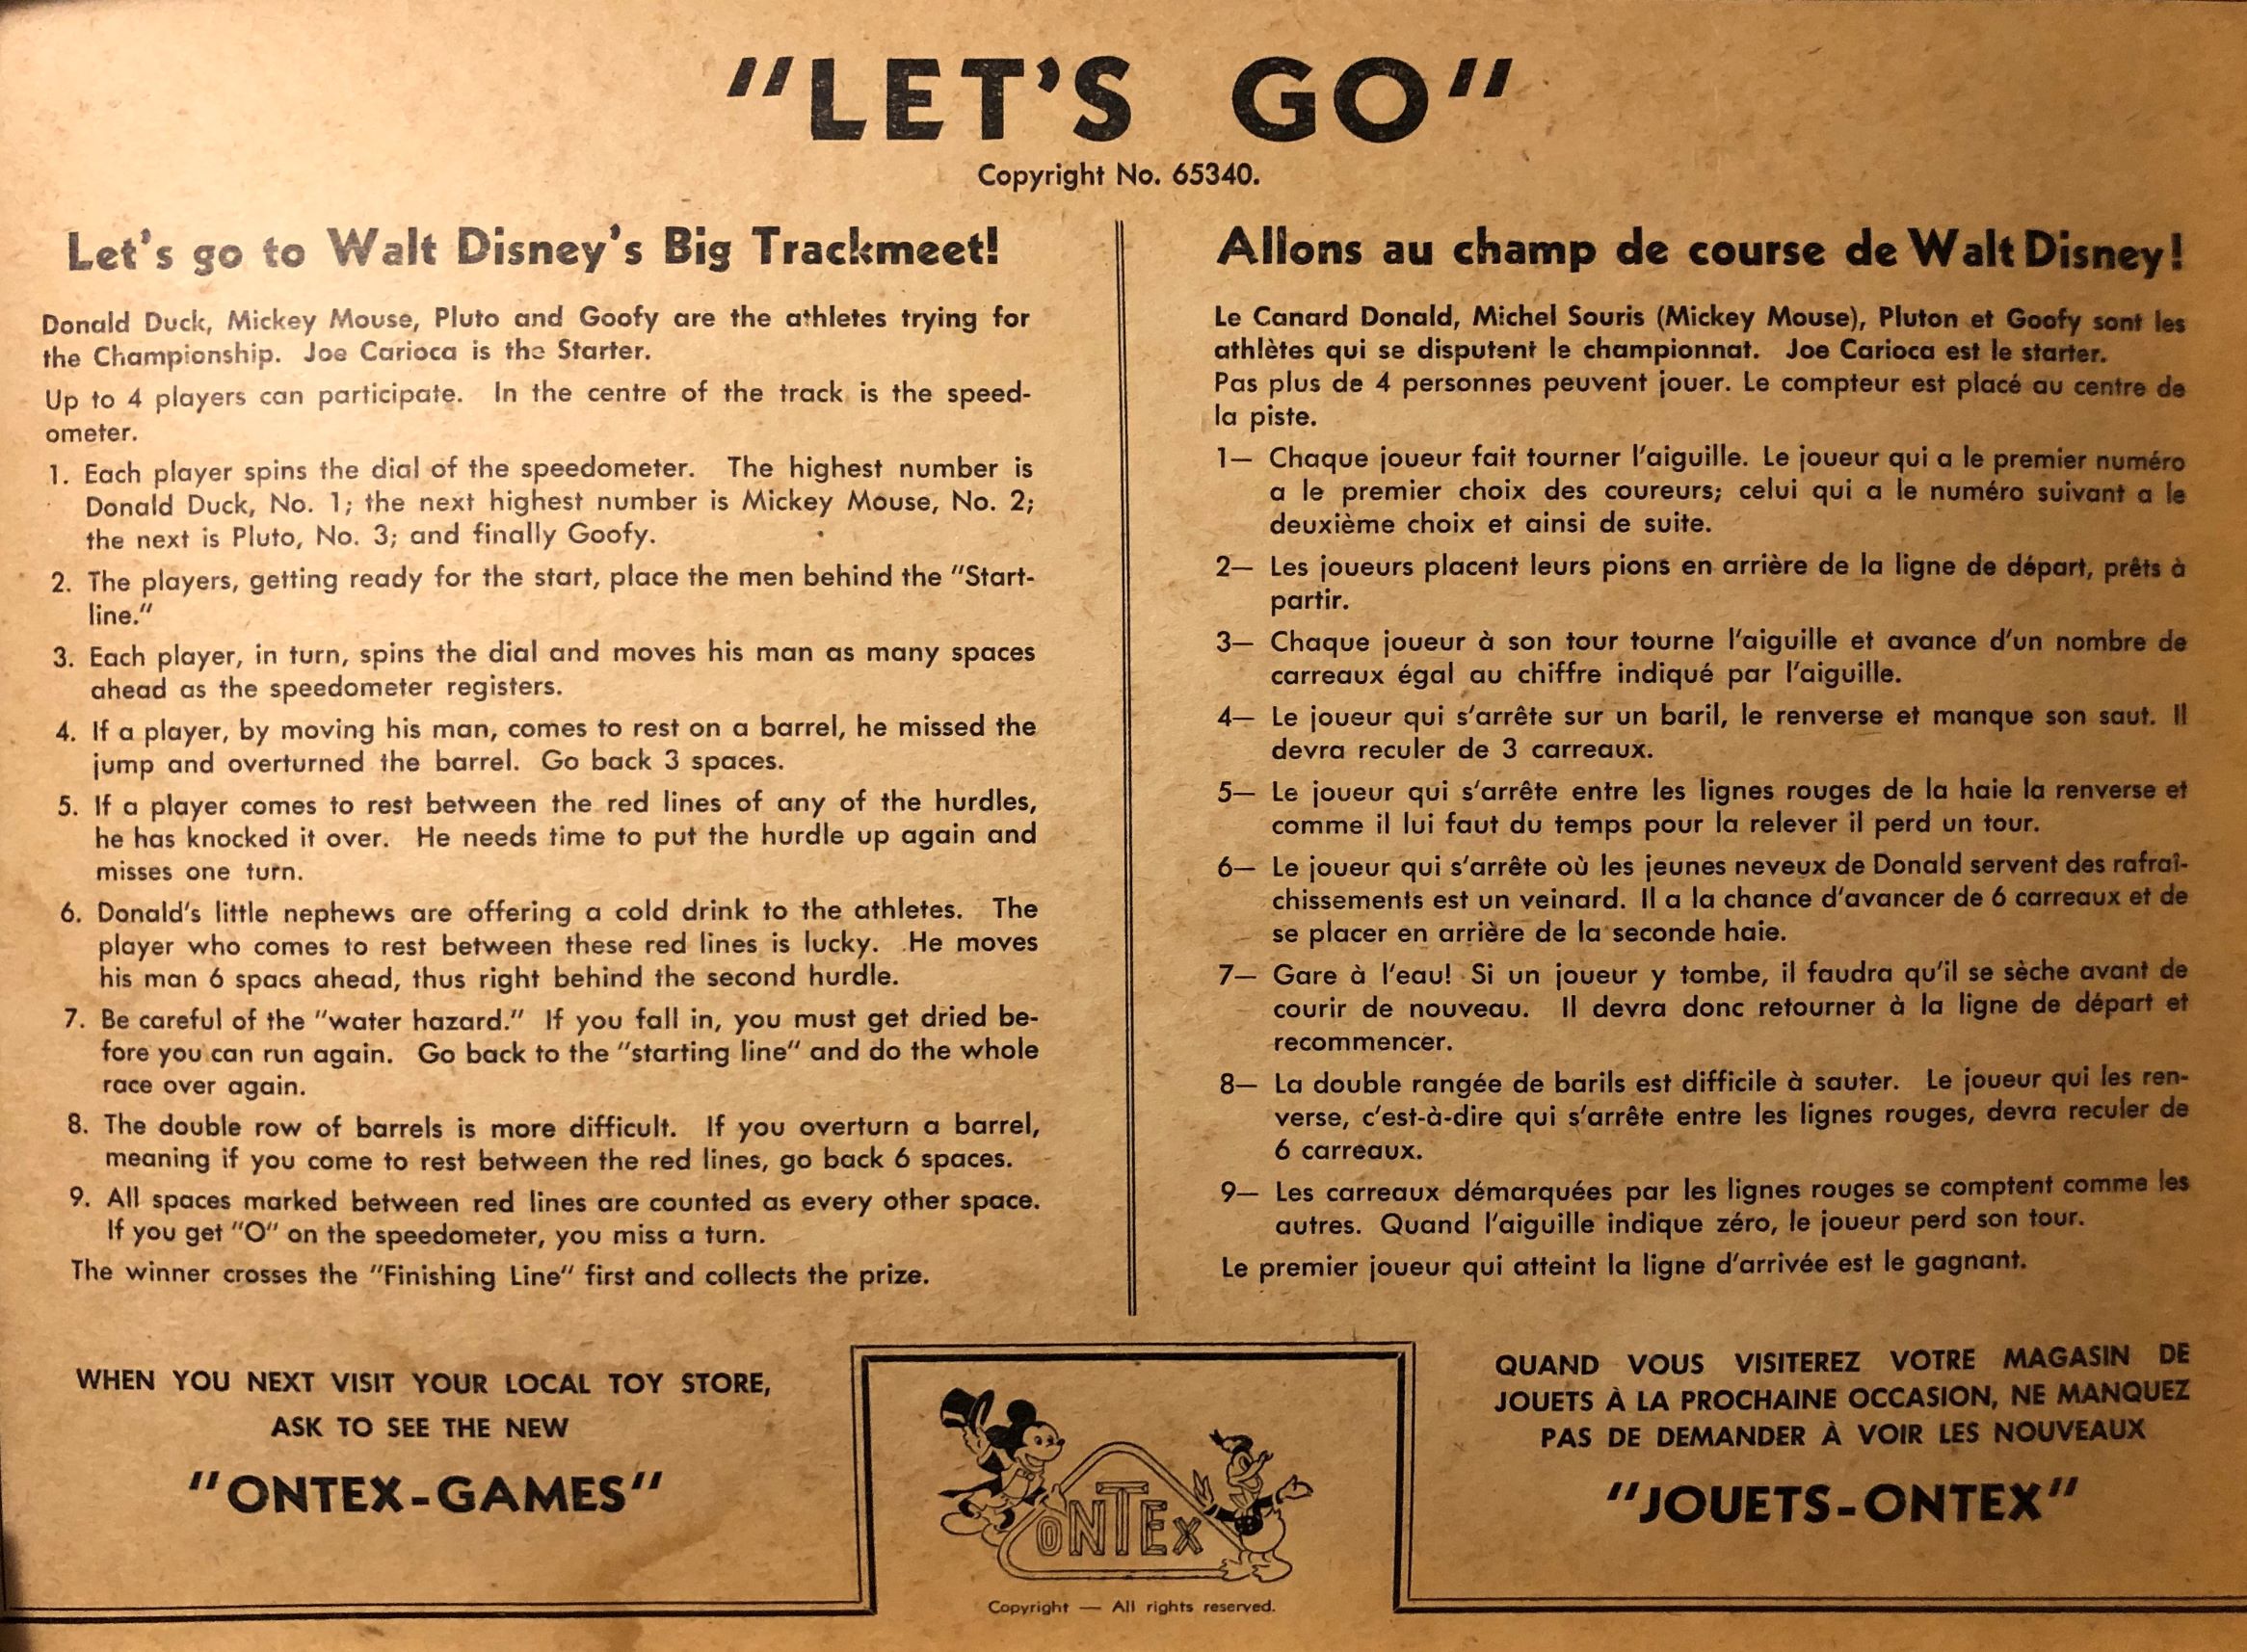 "LET'S GO"
Copyright No. 65340.
Let's go to Walt Disney's Big Trackmeet!
Donald Duck, Mickey Mouse, Pluto and Goofy are the athletes trying for
the Championship. Joe Carioca is the Starter.
Up to 4 players can participate. In the centre of the track is the speed-
ometer.
1. Each player spins the dial of the speedometer. The highest number is
Donald Duck, No. 1; the next highest number is Mickey Mouse, No. 2;
the next is Pluto, No. 3; and finally Goofy.
2. The players, getting ready for the start, place the men behind the "Start-
line."
3. Each player, in turn, spins the dial and moves his man as many spaces
ahead as the speedometer registers.
4. If a player, by moving his man, comes to rest on a barrel, he missed the
jump and overturned the barrel. Go back 3 spaces.
5. If a player comes to rest between the red lines of any of the hurdles,
he has knocked it over. He needs time to put the hurdle up again and
misses one turn.
6. Donald's little nephews are offering a cold drink to the athletes. The
player who comes to rest between these red lines is lucky. He moves
his man 6 spacs ahead, thus right behind the second hurdle.
7. Be careful of the "water hazard." If you fall in, you must get dried be-
fore you can run again. Go back to the "starting line" and do the whole
race over again.
8. The double row of barrels is more difficult. If you overturn a barrel,
meaning if you come to rest between the red lines, go back 6 spaces.
9. All spaces marked between red lines are counted as every other space.
If you get "O" on the speedometer, you miss a turn.
The winner crosses the "Finishing Line" first and collects the prize.
WHEN YOU NEXT VISIT YOUR LOCAL TOY STORE,
ASK TO SEE THE NEW
"ONTEX-GAMES"
Allons au champ de course de Walt Disney!
Le Canard Donald, Michel Souris (Mickey Mouse), Pluton et Goofy sont les
athlètes qui se disputent le championnat. Joe Carioca est le starter.
Pas plus de 4 personnes peuvent jouer. Le compteur est placé au centre de
la piste.
1— Chaque joueur fait tourner l'aiguille. Le joueur qui a le premier numéro
a le premier choix des coureurs; celui qui a le numéro suivant a le
deuxième choix et ainsi de suite.
2— Les joueurs placent leurs pions en arrière de la ligne de départ, prêts à
partir.
3— Chaque joueur à son tour tourne l'aiguille et avance d'un nombre de
carreaux égal au chiffre indiqué par l'aiguille.
4— Le joueur qui s'arrête sur un baril, le renverse et manque son saut. Il
devra reculer de 3 carreaux.
5— Le joueur qui s'arrête entre les lignes rouges de la haie la renverse et
comme il lui faut du temps pour la relever il perd un tour.
6— Le joueur qui s'arrête où les jeunes neveux de Donald servent des rafraî-
chissements est un veinard. Il a la chance d'avancer de 6 carreaux et de
se placer en arrière de la seconde haie.
7— Gare à l'eau! Si un joueur y tombe, il faudra qu'il se sèche avant de
courir de nouveau. Il devra donc retourner à la ligne de départ et
recommencer.
8— La double rangée de barils est difficile à sauter. Le joueur qui les ren-
verse, c'est-à-dire qui s'arrête entre les lignes rouges, devra reculer de
6 carreaux.
9— Les carreaux démarquées par les lignes rouges se comptent comme les
autres. Quand l'aiguille indique zéro, le joueur perd son tour.
Le premier joueur qui atteint la ligne d'arrivée est le gagnant.
QUAND VOUS VISITEREZ VOTRE MAGASIN DE
JOUETS À LA PROCHAINE OCCASION, NE MANQUEZ
PAS DE DEMANDER À VOIR LES NOUVEAUX
"JOUETS-ONTEX"
ONTEX
Copyright — All rights reserved.